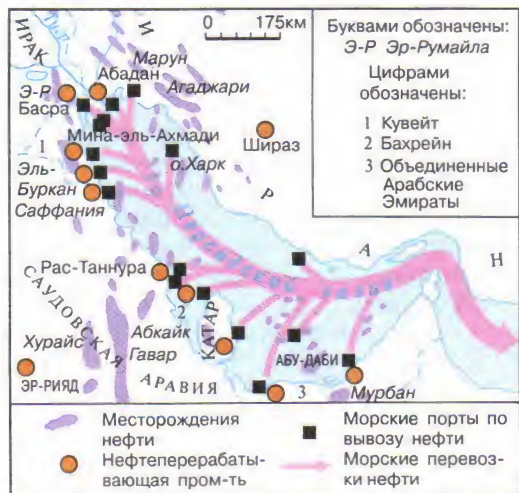 0 175км
Буквами обозначены:
Э-Р Эр-Румайла
Цифрами
обозначены:
1 Кувейт
2 Бахрейн
3 Объединенные
Арабские
Эмираты
ИРАК
И Р А Н
Марун
Абадан
Агаджари
Э-Р
Басра
Мина-эль-Ахмади
1
о.Харк
Шираз
Эль-
Буркан
Саффания
Рас-Таннура
2
САУДОВСКАЯ
АРАВИЯ
КАТАР
Абкайк
Гавар
Хурайс
ЭР-РИЯД
АБУ-ДАБИ
3
Мурбан
Месторождения
нефти
Нефтеперерабаты-
вающая пром-ть
Морские порты по
вывозу нефти
Морские перевоз-
ки нефти